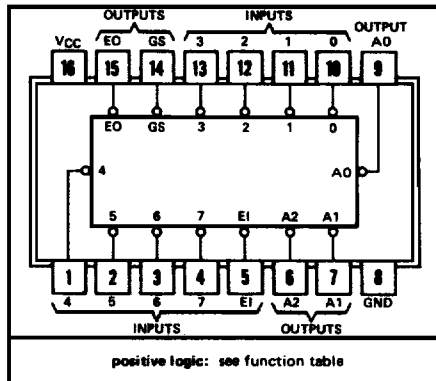 OUTPUTS INPUTS OUTPUT
VCC EO GS 3 2 1 0 A0
16 15 14 13 12 11 10 9
EO GS 3 2 1 0
4 A0
5 6 7 EI A2 A1
1 2 3 4 5 6 7 8
4 5 6 7 EI A2 A1 GND
INPUTS OUTPUTS
positive logic: see function table